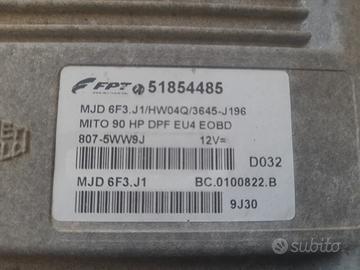 FPT 51854485
MJD 6F3.J1/HW04Q/3645-J196
MITO 90 HP DPF EU4 EOBD
807-5WW9J 12V=
D032
MJD 6F3.J1 BC.0100822.B
9J30
subito